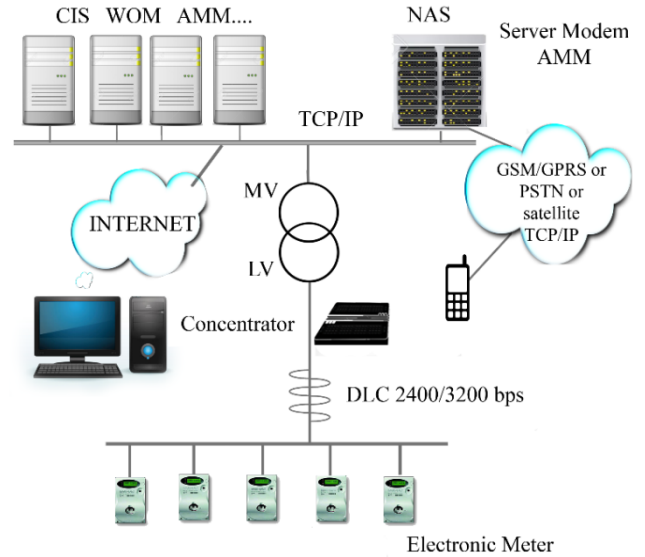 CIS WOM AMM....
NAS
Server Modem
AMM
TCP/IP
GSM/GPRS or
PSTN or
satellite
TCP/IP
MV
INTERNET
LV
Concentrator
DLC 2400/3200 bps
Electronic Meter